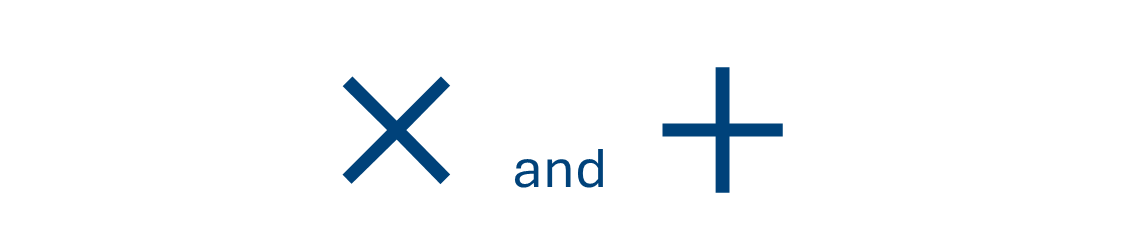 × and +